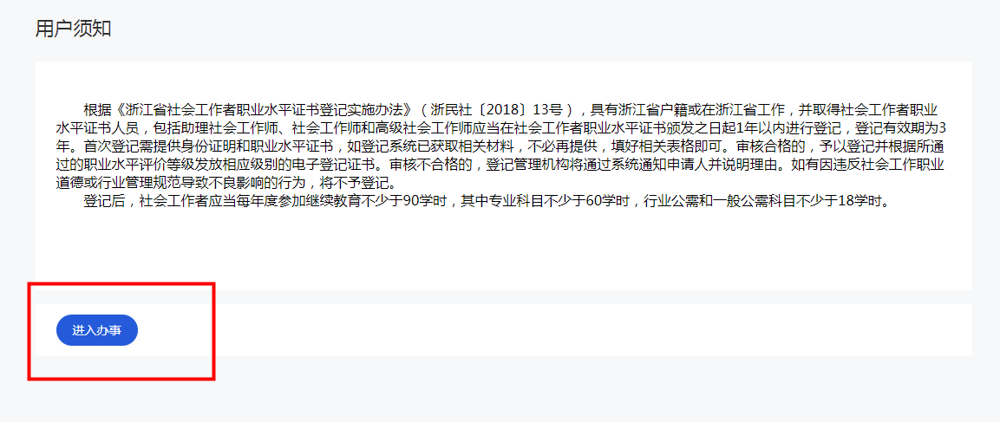 用户须知
根据《浙江省社会工作者职业水平证书登记实施办法》（浙民社〔2018〕13号），具有浙江省户籍或在浙江省工作，并取得社会工作者职业
水平证书人员，包括助理社会工作师、社会工作师和高级社会工作师应当在社会工作者职业水平证书颁发之日起1年以内进行登记，登记有效期为3
年。首次登记需提供身份证明和职业水平证书，如登记系统已获取相关材料，不必再提供，填好相关表格即可。审核合格的，予以登记并根据所通
过的职业水平评价等级发放相应级别的电子登记证书。审核不合格的，登记管理机构将通过系统通知申请人并说明理由。如有因违反社会工作职业
道德或行业管理规范导致不良影响的行为，将不予登记。
登记后，社会工作者应当每年度参加继续教育不少于90学时，其中专业科目不少于60学时，行业公需和一般公需科目不少于18学时。
进入办事